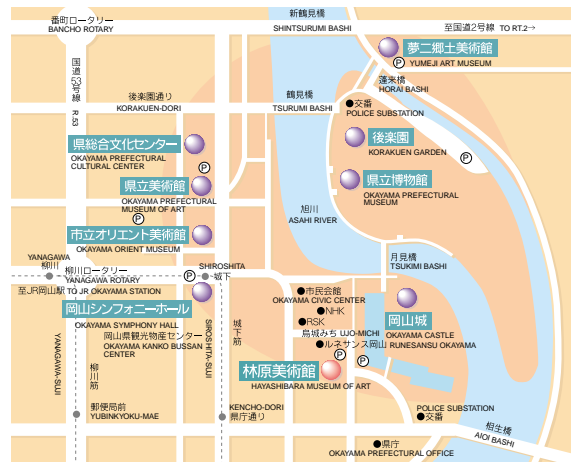 新鶴見橋
SHINTSURUMI BASHI
番町ロータリー
BANCHO ROTARY
至国道2号線 TO RT.2→
夢二郷土美術館
YUMEJI ART MUSEUM
P
国道53号線 R.53
蓬来橋
HORAI BASHI
後楽園通り
KORAKUEN-DORI
鶴見橋
TSURUMI BASHI
●交番
POLICE SUBSTATION
県総合文化センター
OKAYAMA PREFECTURAL
CULTURAL CENTER
後楽園
KORAKUEN GARDEN
P
P
県立美術館
OKAYAMA PREFECTURAL
MUSEUM OF ART
県立博物館
OKAYAMA PREFECTURAL
MUSEUM
P
旭川
ASAHI RIVER
市立オリエント美術館
OKAYAMA ORIENT MUSEUM
月見橋
TSUKIMI BASHI
YANAGAWA
柳川
柳川ロータリー
YANAGAWA ROTARY
P
SHIROSHITA
城下
至JR岡山駅 TO JR OKAYAMA STATION
岡山シンフォニーホール
OKAYAMA SYMPHONY HALL
●市民会館
OKAYAMA CIVIC CENTER
●NHK
●RSK
岡山城
OKAYAMA CASTLE
烏城みち UJO-MICHI
●ルネサンス岡山
RUNESANSU OKAYAMA
岡山県観光物産センター
OKAYAMA KANKO BUSSAN
CENTER
YANAGAWA-SUJI
柳川筋
SIROSHITA-SUJI
城下筋
P
P
林原美術館
HAYASHIBARA MUSEUM OF ART
郵便局前
YUBINKYOKU-MAE
KENCHO-DORI
県庁通り
POLICE SUBSTATION
●交番
相生橋
AIOI BASHI
●県庁
OKAYAMA PREFECTURAL OFFICE